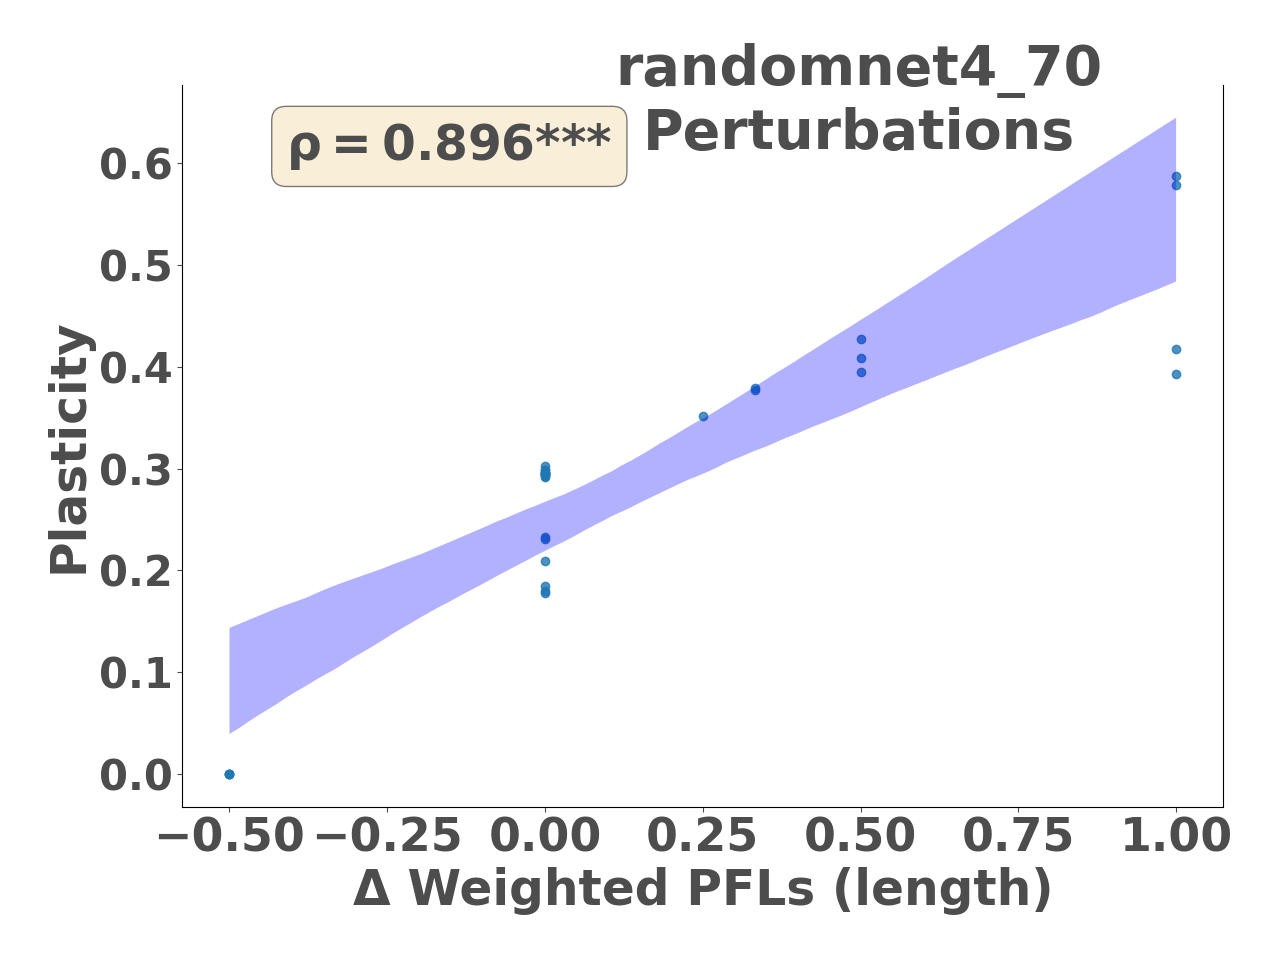 randomnet4_70
Perturbations
ρ = 0.896***
Plasticity
0.6
0.5
0.4
0.3
0.2
0.1
0.0
−0.50 −0.25 0.00 0.25 0.50 0.75 1.00
Δ Weighted PFLs (length)